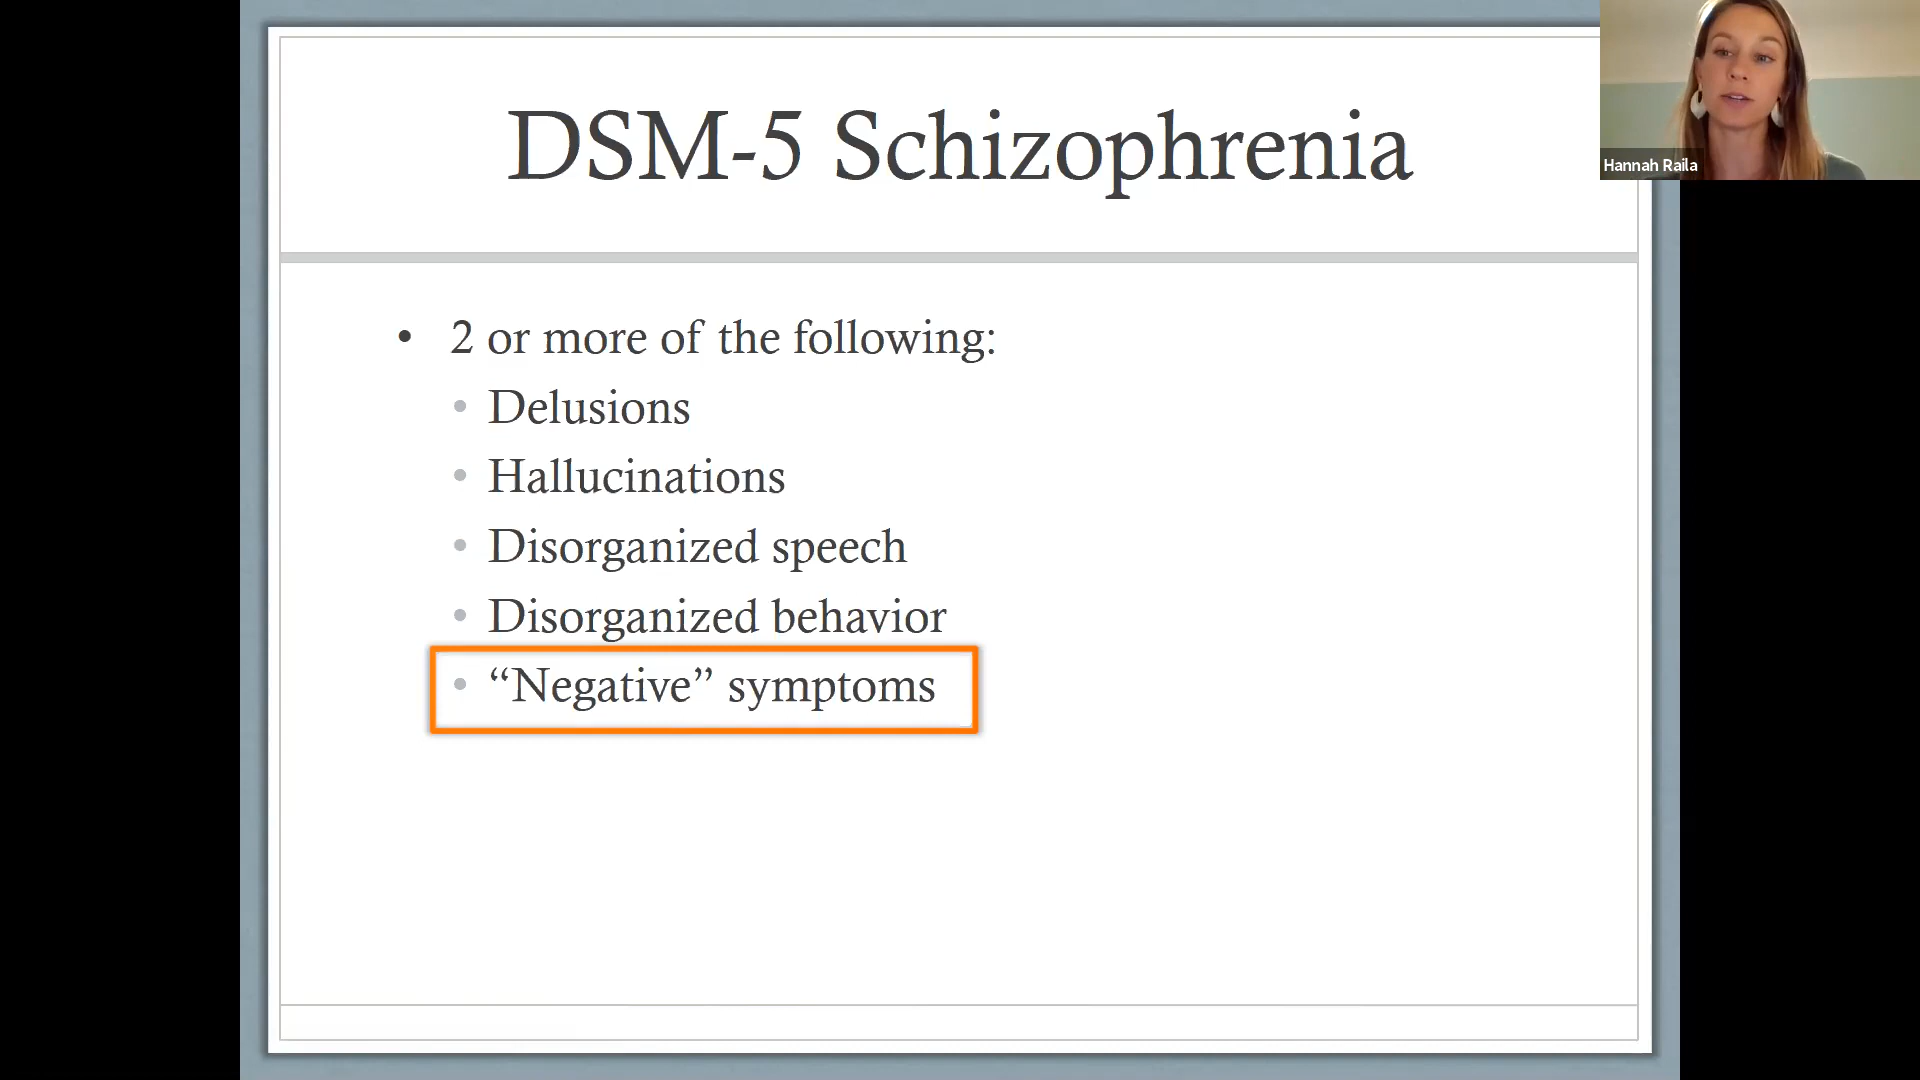 DSM-5 Schizophrenia
Hannah Raila
• 2 or more of the following:
• Delusions
• Hallucinations
• Disorganized speech
• Disorganized behavior
• “Negative” symptoms